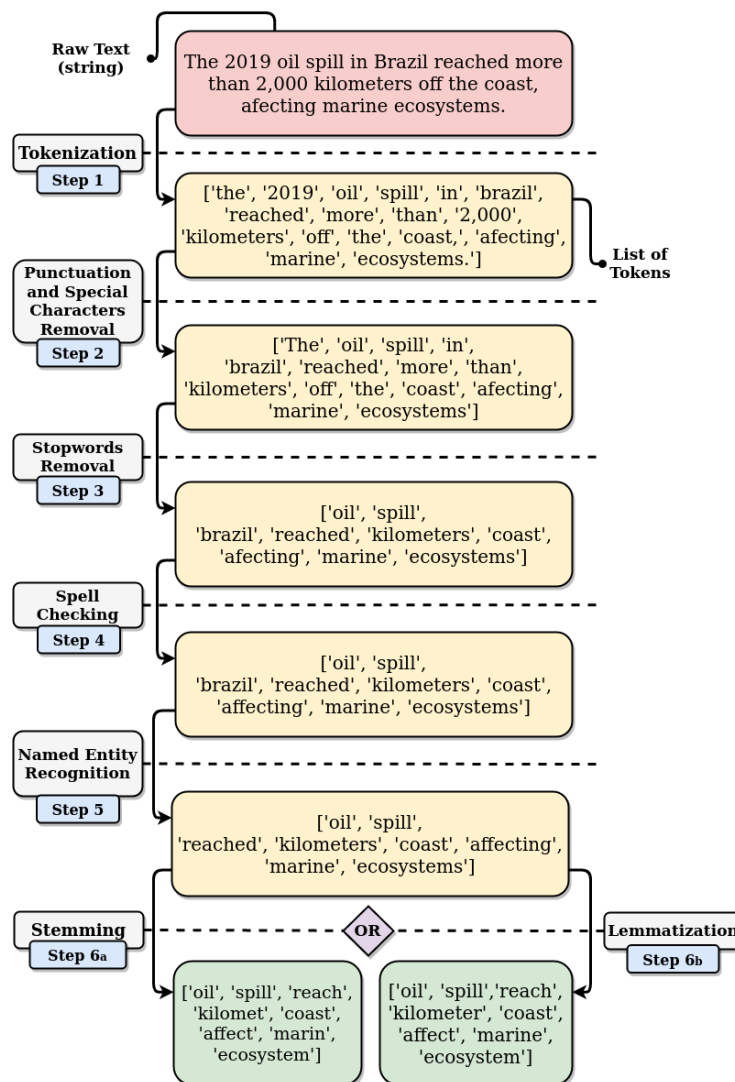 Raw Text
(string)
The 2019 oil spill in Brazil reached more
than 2,000 kilometers off the coast,
afecting marine ecosystems.
Tokenization
Step 1
['the', '2019', 'oil', 'spill', 'in', 'brazil',
'reached', 'more', 'than', '2,000',
'kilometers', 'off', 'the', 'coast,', 'afecting',
'marine', 'ecosystems.']
List of
Tokens
Punctuation
and Special
Characters
Removal
Step 2
['The', 'oil', 'spill', 'in',
'brazil', 'reached', 'more', 'than',
'kilometers', 'off', 'the', 'coast', 'afecting',
'marine', 'ecosystems']
Stopwords
Removal
Step 3
['oil', 'spill',
'brazil', 'reached', 'kilometers', 'coast',
'afecting', 'marine', 'ecosystems']
Spell
Checking
Step 4
['oil', 'spill',
'brazil', 'reached', 'kilometers', 'coast',
'affecting', 'marine', 'ecosystems']
Named Entity
Recognition
Step 5
['oil', 'spill',
'reached', 'kilometers', 'coast', 'affecting',
'marine', 'ecosystems']
Stemming
Step 6a
OR
Lemmatization
Step 6b
['oil', 'spill', 'reach',
'kilomet', 'coast',
'affect', 'marin',
'ecosystem']
['oil', 'spill','reach',
'kilometer', 'coast',
'affect', 'marine',
'ecosystem']